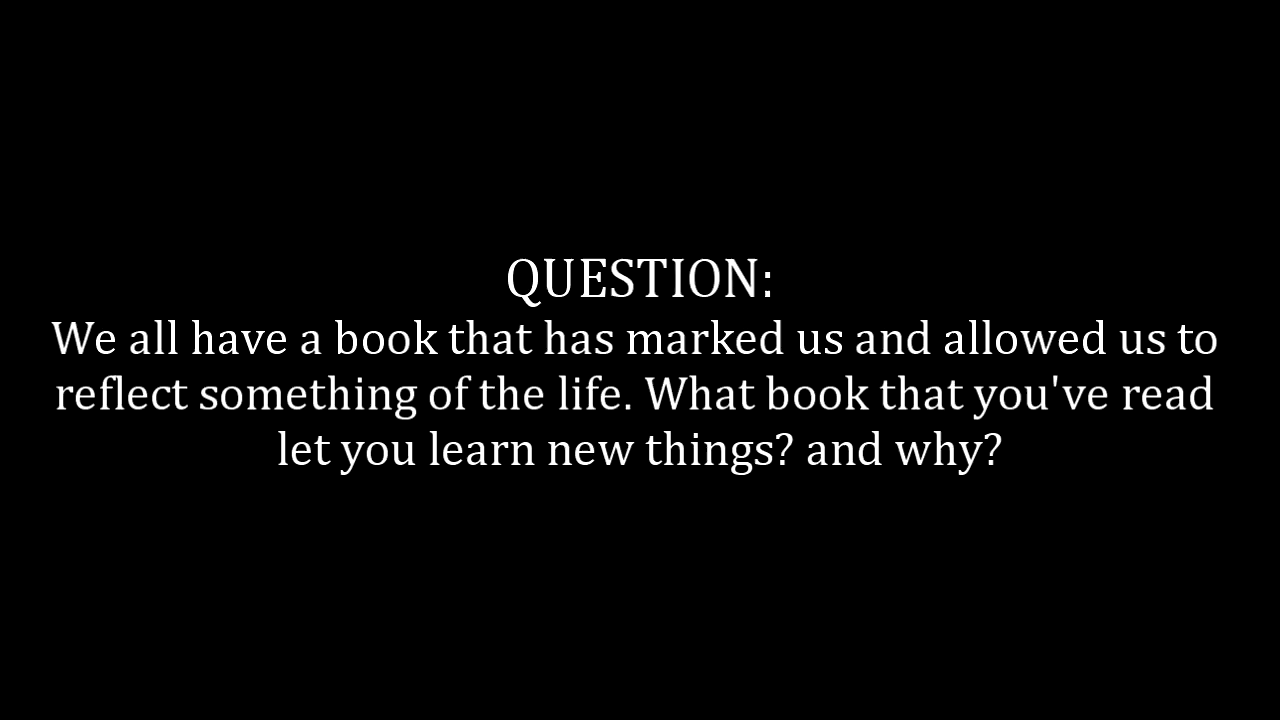 QUESTION:
We all have a book that has marked us and allowed us to
reflect something of the life. What book that you've read
let you learn new things? and why?